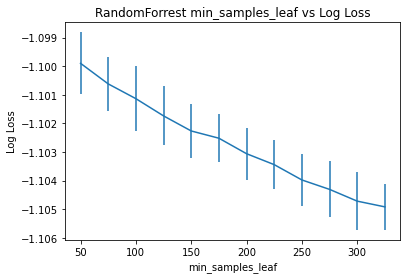 RandomForrest min_samples_leaf vs Log Loss
−1.099
−1.100
−1.101
−1.102
−1.103
−1.104
−1.105
−1.106
Log Loss
50 100 150 200 250 300
min_samples_leaf